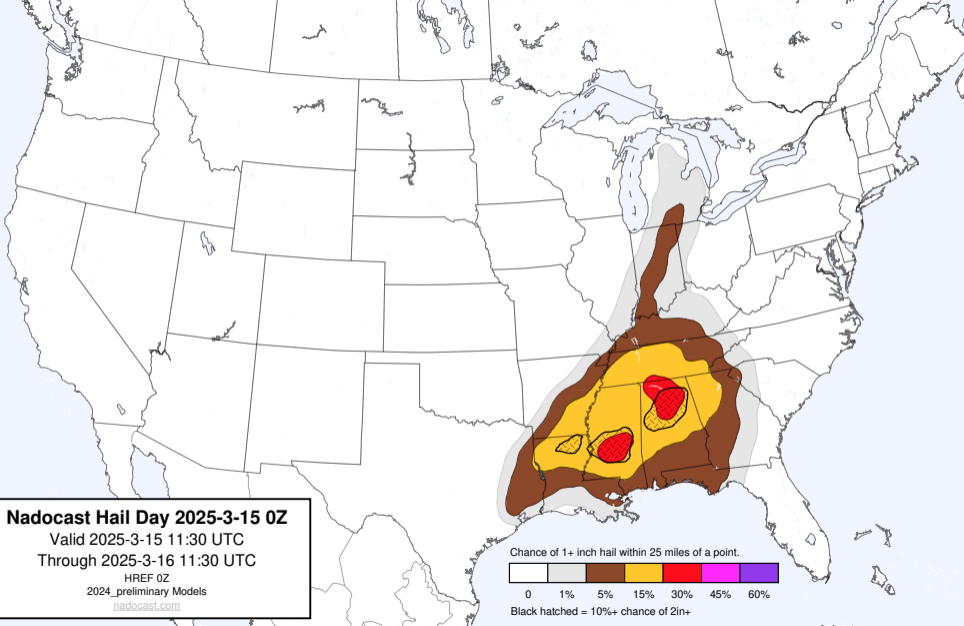 Nadocast Hail Day 2025-3-15 0Z
Valid 2025-3-15 11:30 UTC
Through 2025-3-16 11:30 UTC
HREF 0Z
2024_preliminary Models
nadocast.com
Chance of 1+ inch hail within 25 miles of a point.
0 1% 5% 15% 30% 45% 60%
Black hatched = 10%+ chance of 2in+